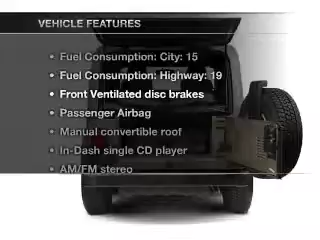 VEHICLE FEATURES
• Fuel Consumption: City: 15
• Fuel Consumption: Highway: 19
• Front Ventilated disc brakes
• Passenger Airbag
• Manual convertible roof
• In-Dash single CD player
• AM/FM stereo